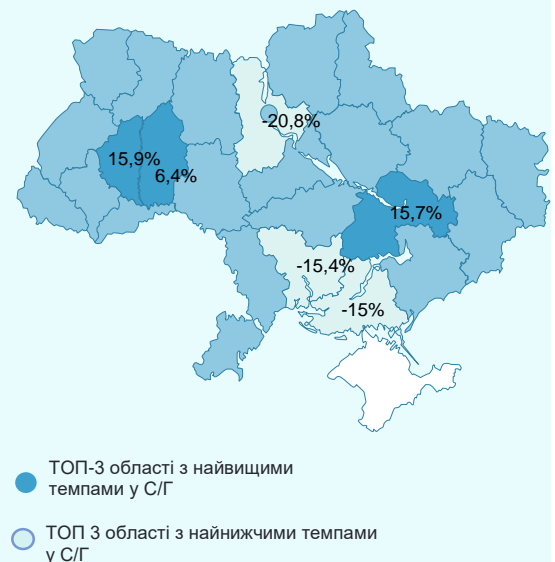 -20,8%
15,9%
6,4%
15,7%
-15,4%
-15%
ТОП-3 області з найвищими
темпами у С/Г
ТОП 3 області з найнижчими темпами
у С/Г